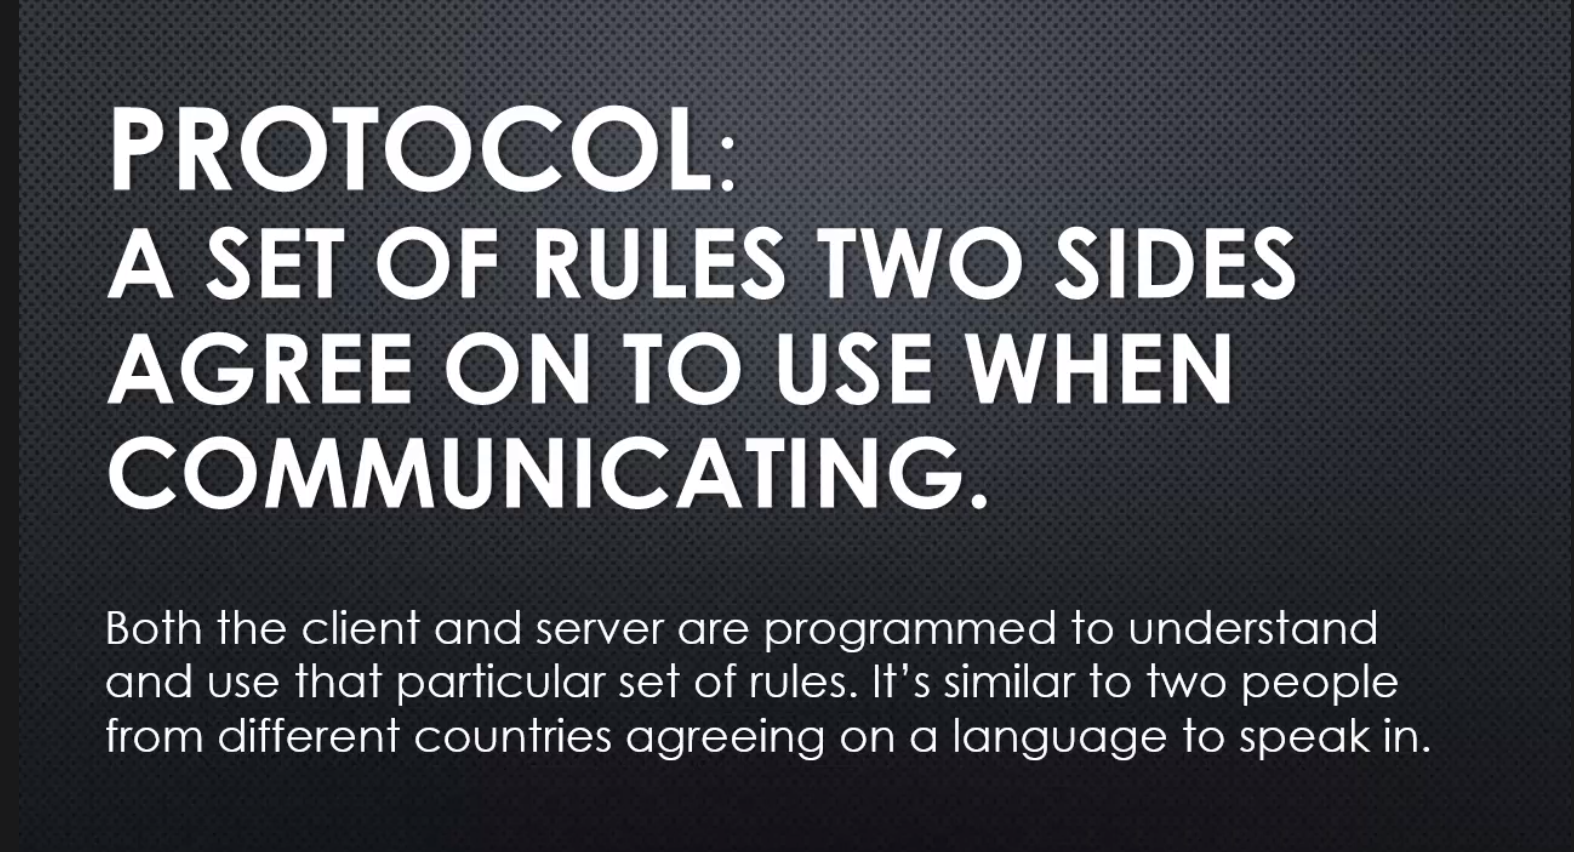 PROTOCOL:
A SET OF RULES TWO SIDES
AGREE ON TO USE WHEN
COMMUNICATING.
Both the client and server are programmed to understand
and use that particular set of rules. It’s similar to two people
from different countries agreeing on a language to speak in.